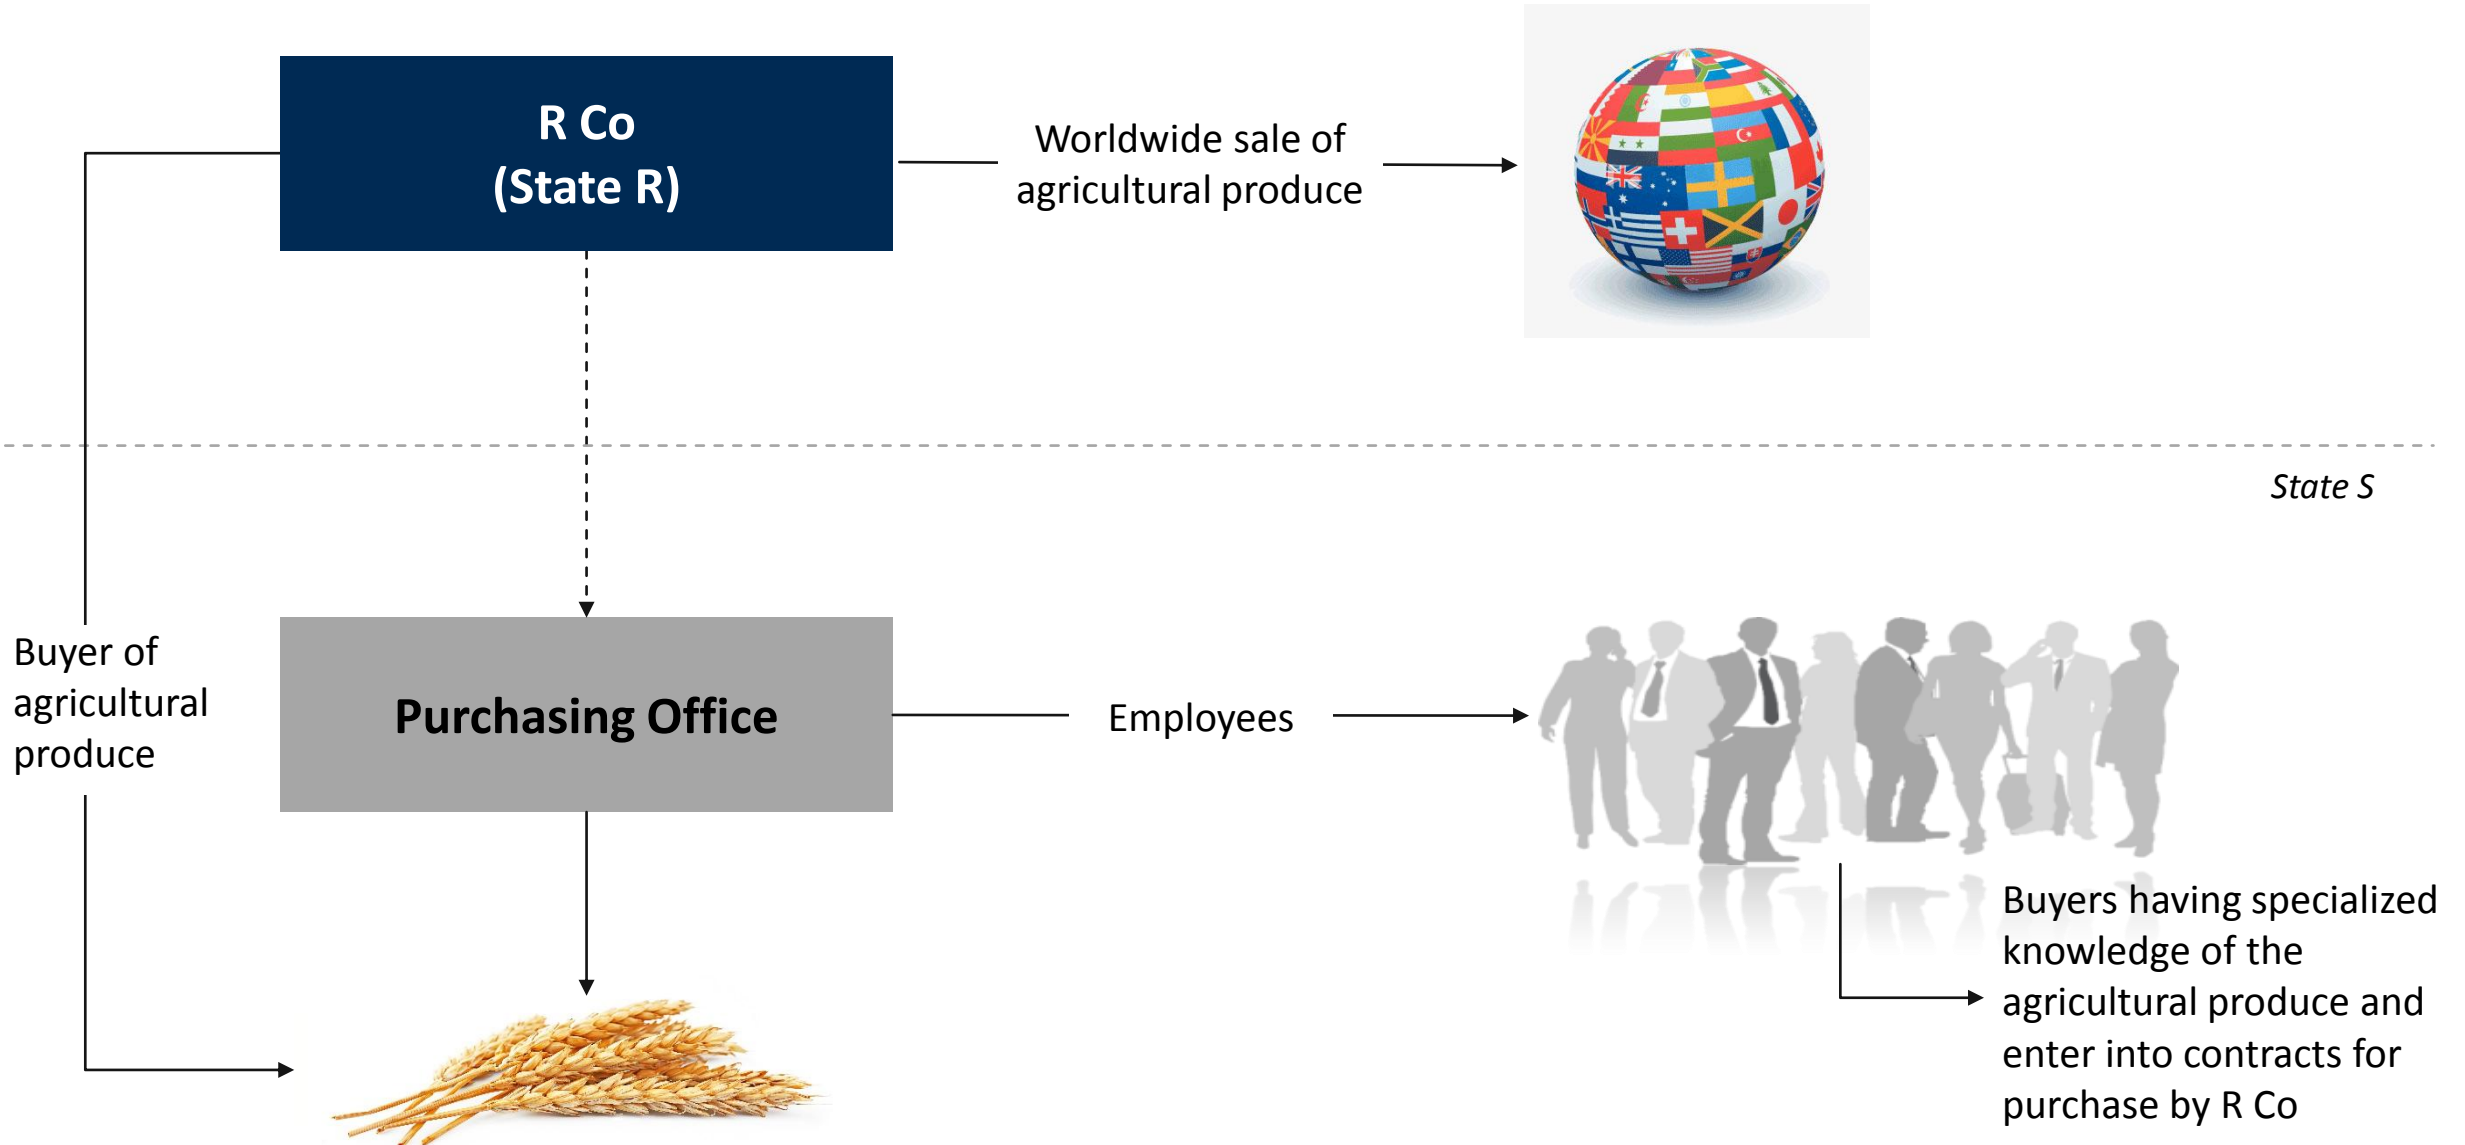 R Co
(State R)
Worldwide sale of
agricultural produce
State S
Buyer of
agricultural
produce
Purchasing Office
Employees
Buyers having specialized
knowledge of the
agricultural produce and
enter into contracts for
purchase by R Co